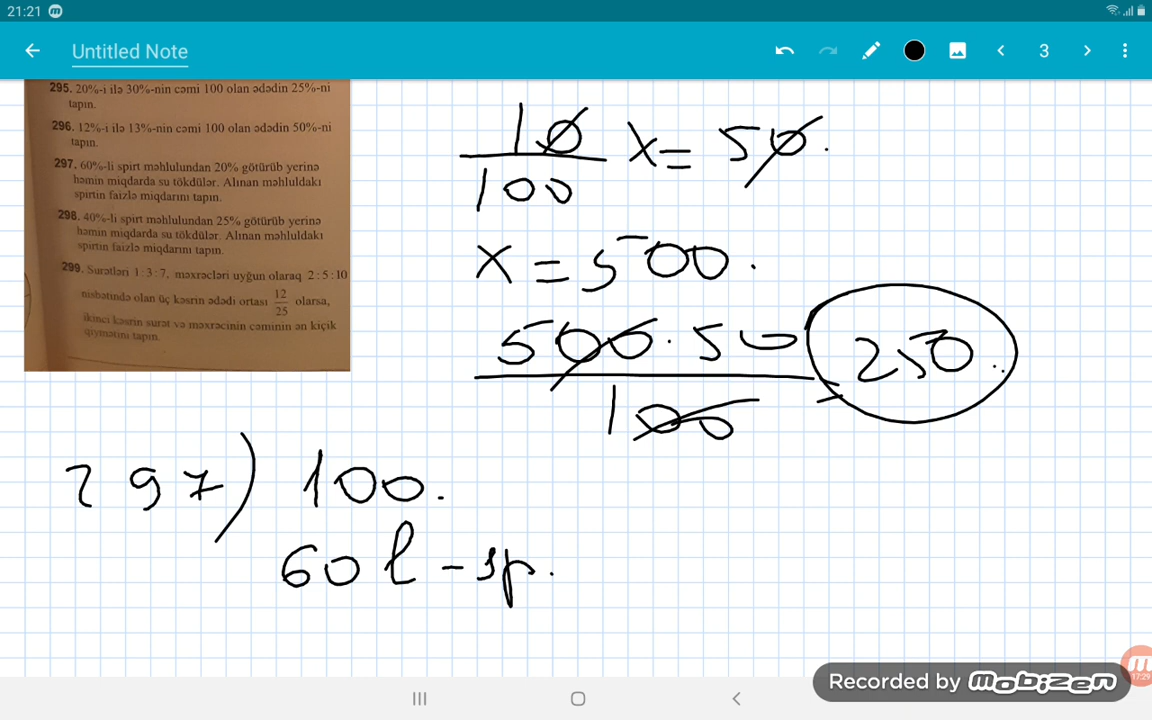 21:21
Untitled Note
3
295. 20%-i ilə 30%-nin cəmi 100 olan ədədin 25%-ni
tapın.
296. 12%-i ilə 13%-nin cəmi 100 olan ədədin 50%-ni
tapın.
297. 60%-li spirt məhlulundan 20% götürüb yerinə
həmin miqdarda su tökdülər. Alınan məhluldakı
spirtin faizlə miqdarını tapın.
298. 40%-li spirt məhlulundan 25% götürüb yerinə
həmin miqdarda su tökdülər. Alınan məhluldakı
spirtin faizlə miqdarını tapın.
299. Surətləri 1:3:7, məxrəcləri uyğun olaraq 2:5:10
nisbətində olan üç kəsrin ədədi ortası 12/25 olarsa,
ikinci kəsrin surət və məxrəcinin cəminin ən kiçik
qiymətini tapın.
10/100 x = 50.
x = 500.
500 · 50 / 100 = 250.
297) 100.
60 l - sp.
Recorded by mobizen
17:29